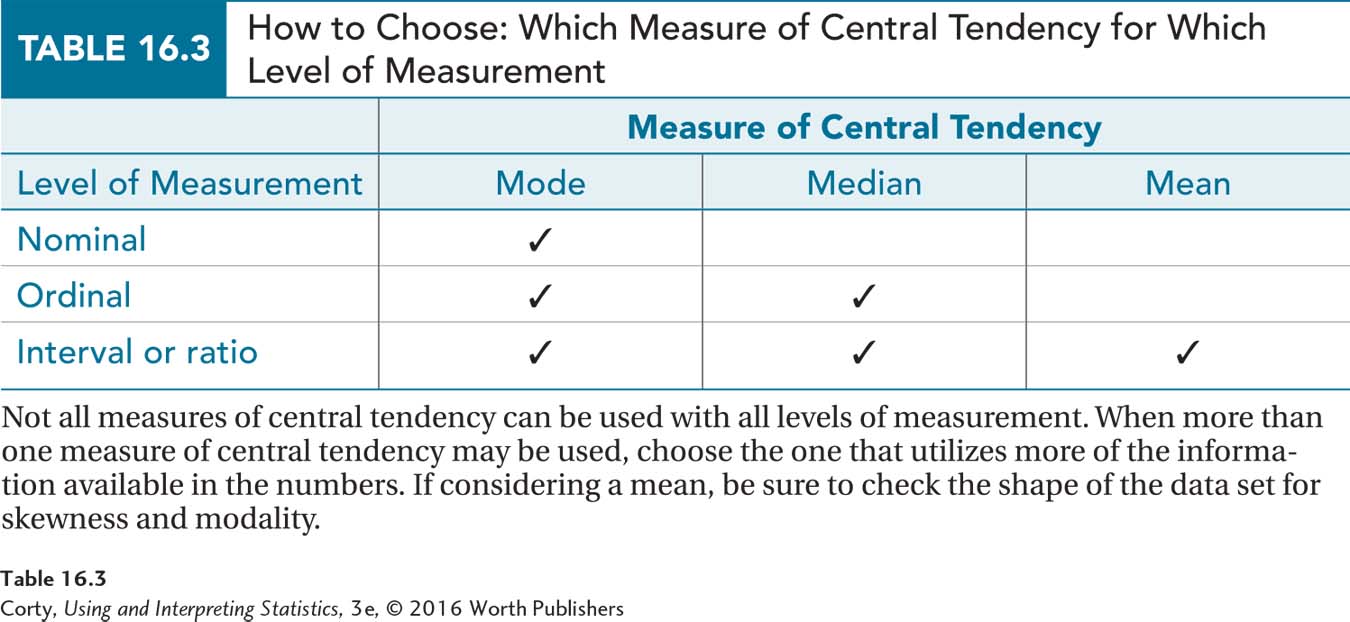 TABLE 16.3
How to Choose: Which Measure of Central Tendency for Which
Level of Measurement
Measure of Central Tendency
Level of Measurement Mode Median Mean
Nominal ✓
Ordinal ✓ ✓
Interval or ratio ✓ ✓ ✓
Not all measures of central tendency can be used with all levels of measurement. When more than
one measure of central tendency may be used, choose the one that utilizes more of the informa-
tion available in the numbers. If considering a mean, be sure to check the shape of the data set for
skewness and modality.
Table 16.3
Corty, Using and Interpreting Statistics, 3e, © 2016 Worth Publishers